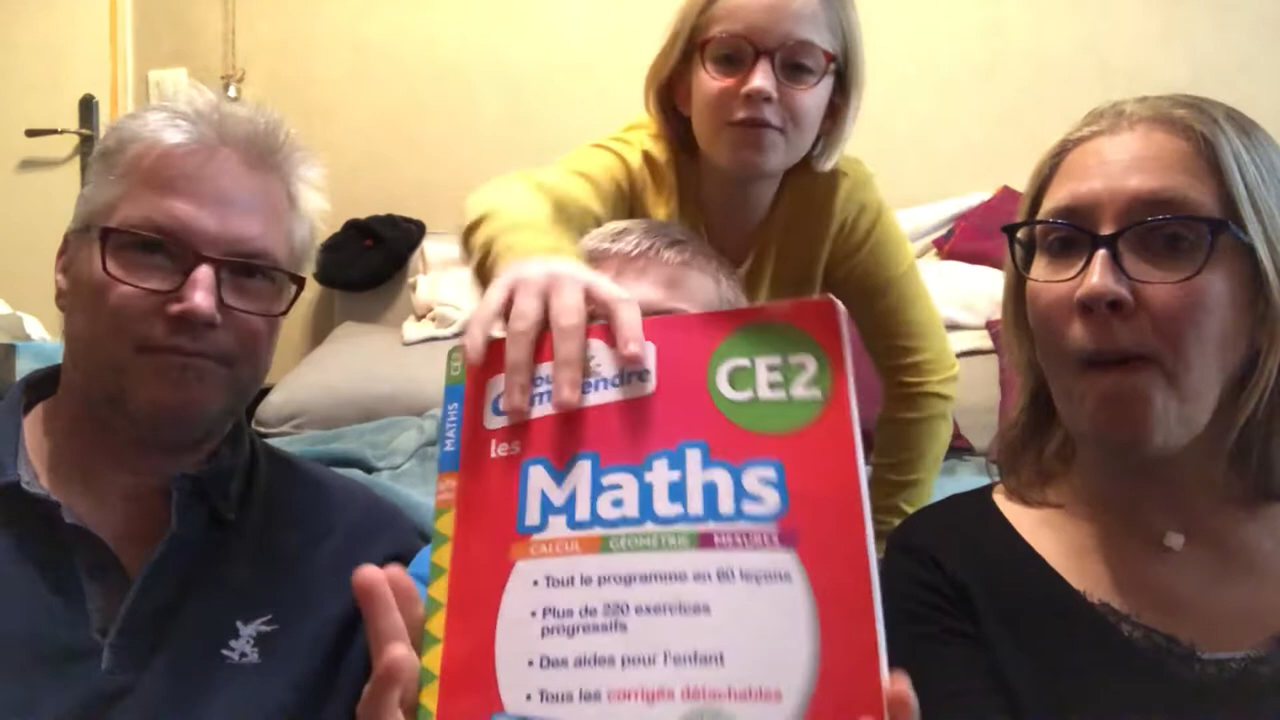 CE2
MATHS
les
Maths
CALCUL GÉOMÉTRIE MESURES
• Tout le programme en 60 leçons
• Plus de 220 exercices
progressifs
• Des aides pour l'enfant
• Tous les corrigés détachables